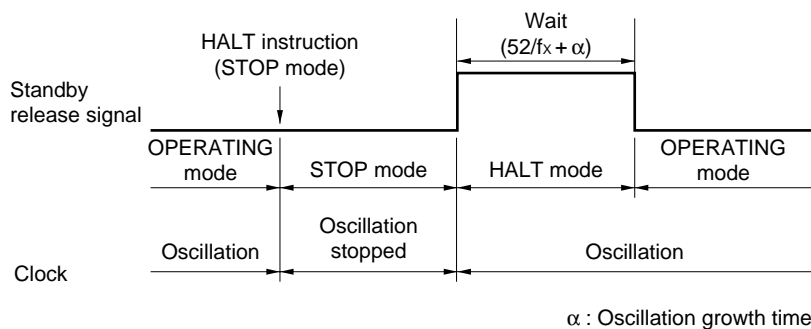 Wait
(52/fx + α)
HALT instruction
(STOP mode)
Standby
release signal
OPERATING
mode
STOP mode
HALT mode
OPERATING
mode
Oscillation
Oscillation
stopped
Oscillation
Clock
α : Oscillation growth time